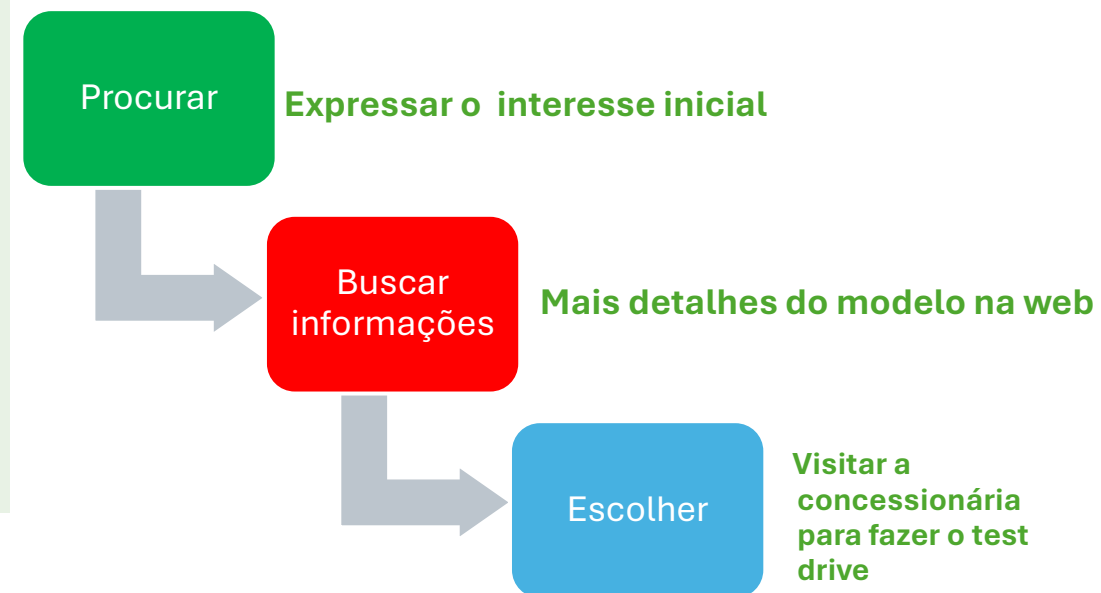 Procurar
Expressar o  interesse inicial
Buscar
informações
Mais detalhes do modelo na web
Escolher
Visitar a
concessionária
para fazer o test
drive